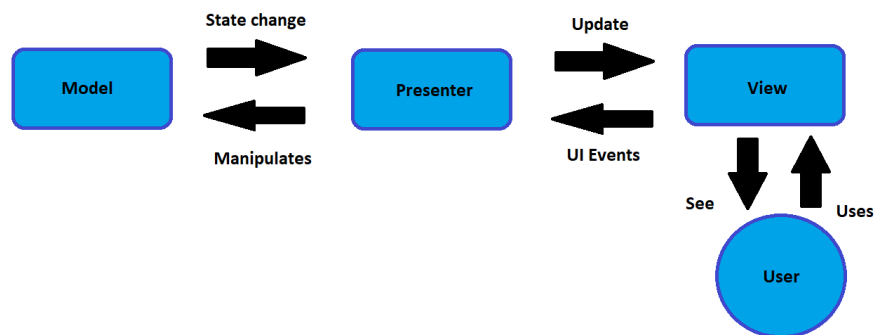 State change
Update
Model
Presenter
View
Manipulates
UI Events
See
Uses
User